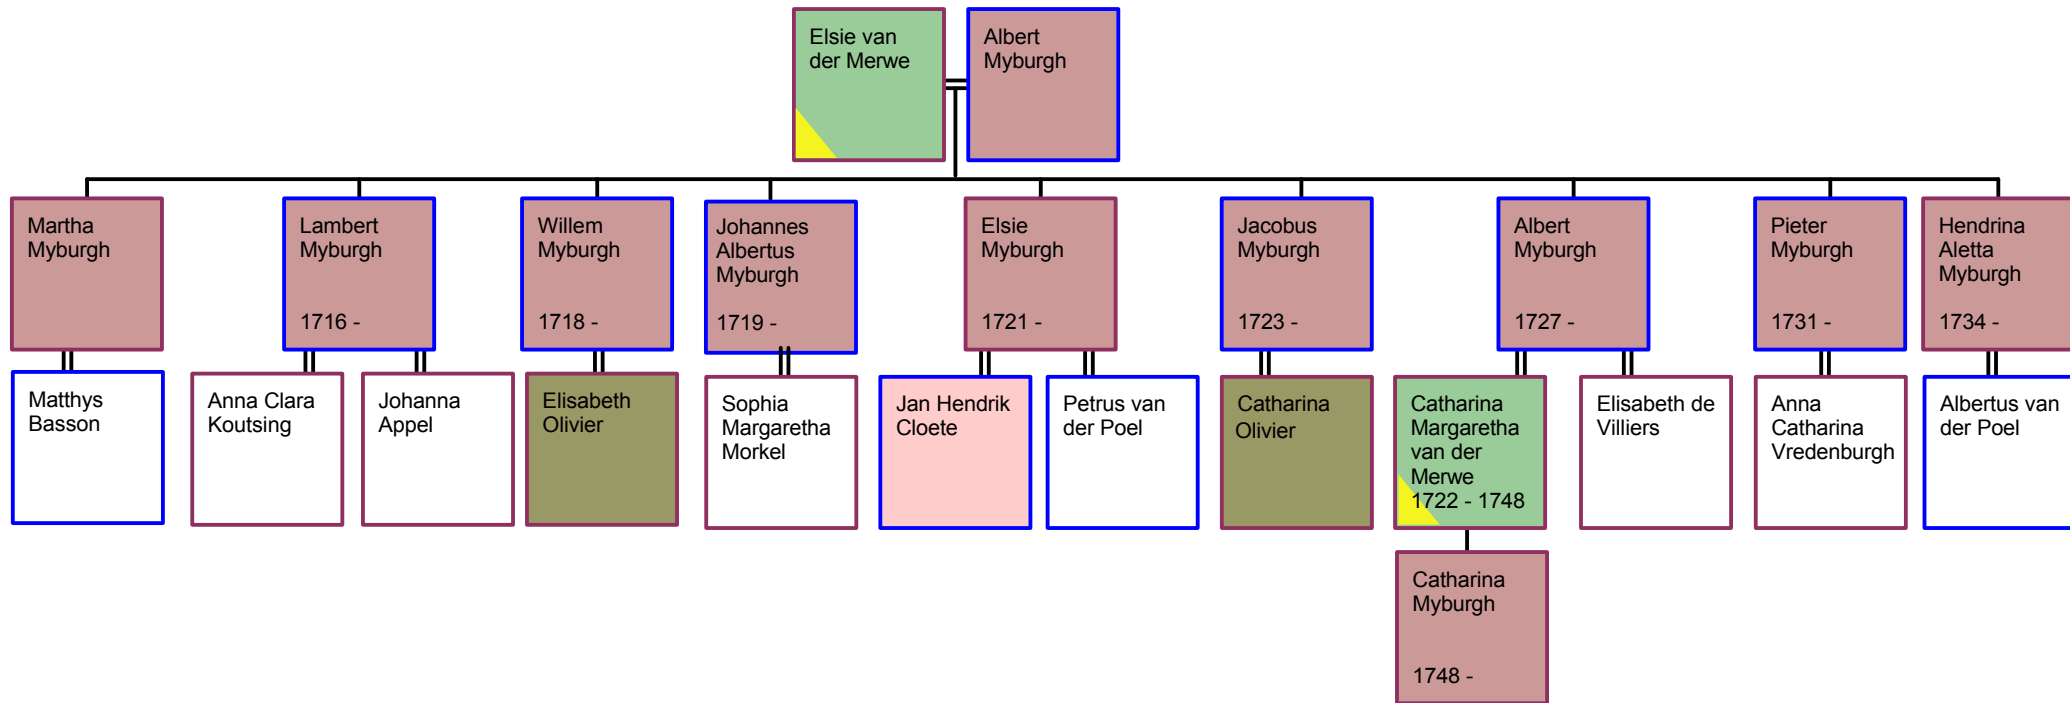 Elsie van
der Merwe
Albert
Myburgh
Martha
Myburgh
Lambert
Myburgh
1716 -
Willem
Myburgh
1718 -
Johannes
Albertus
Myburgh
1719 -
Elsie
Myburgh
1721 -
Jacobus
Myburgh
1723 -
Albert
Myburgh
1727 -
Pieter
Myburgh
1731 -
Hendrina
Aletta
Myburgh
1734 -
Matthys
Basson
Anna Clara
Koutsing
Johanna
Appel
Elisabeth
Olivier
Sophia
Margaretha
Morkel
Jan Hendrik
Cloete
Petrus van
der Poel
Catharina
Olivier
Catharina
Margaretha
van der
Merwe
1722 - 1748
Elisabeth de
Villiers
Anna
Catharina
Vredenburgh
Albertus van
der Poel
Catharina
Myburgh
1748 -